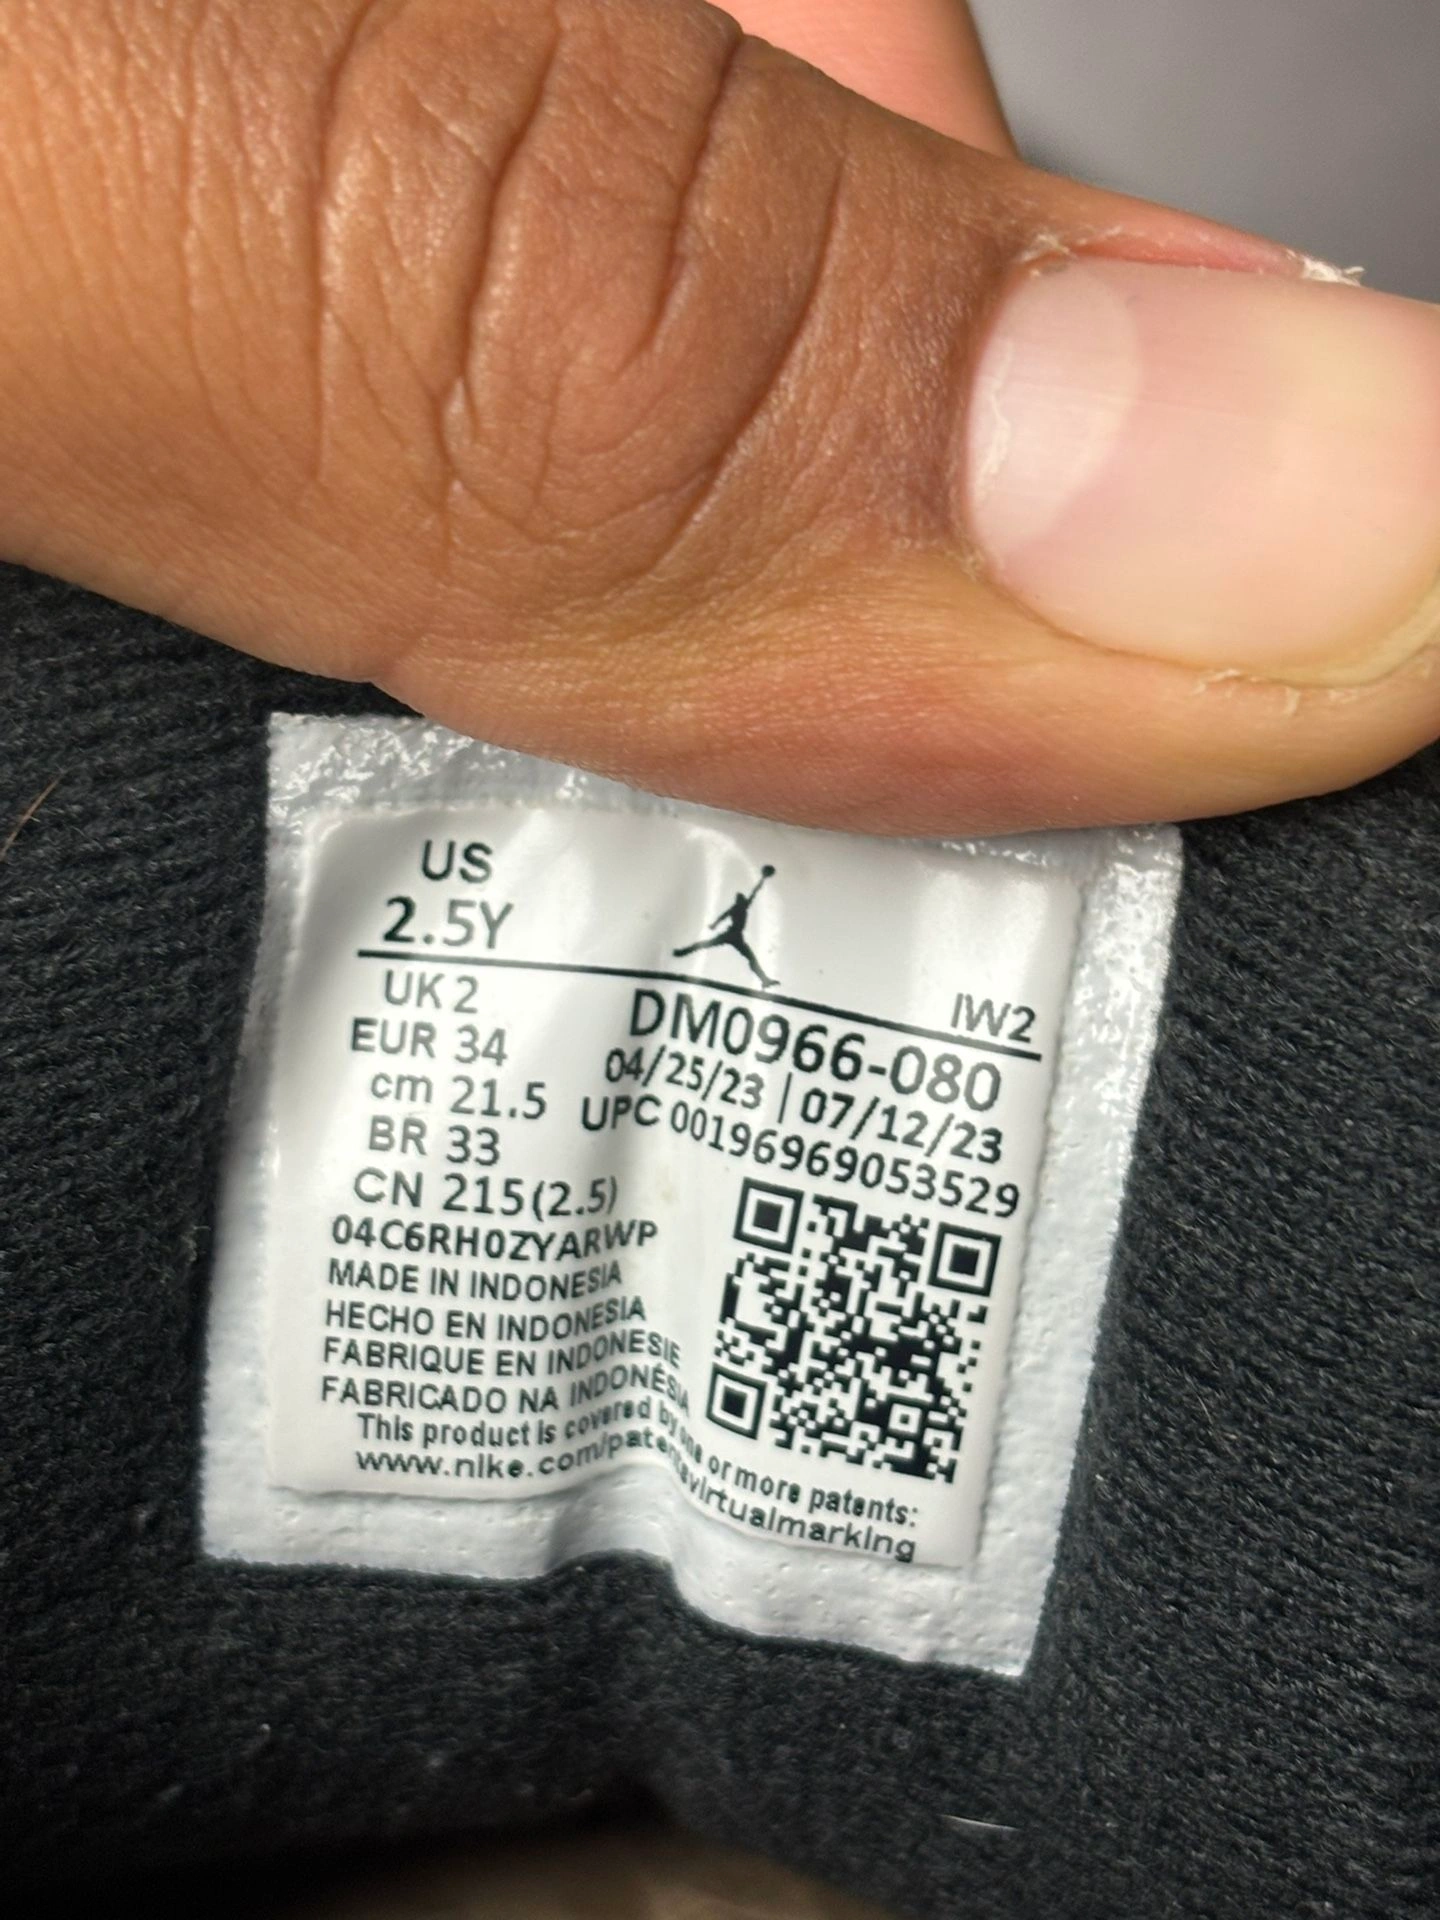 US
2.5Y
UK 2
EUR 34
cm 21.5
BR 33
CN 215(2.5)
IW2
DM0966-080
04/25/23 | 07/12/23
UPC 00196969053529
04C6RH0ZYARWP
MADE IN INDONESIA
HECHO EN INDONESIA
FABRIQUE EN INDONESIE
FABRICADO NA INDONÉSIA
This product is covered by one or more patents:
www.nike.com/patentsvirtualmarking